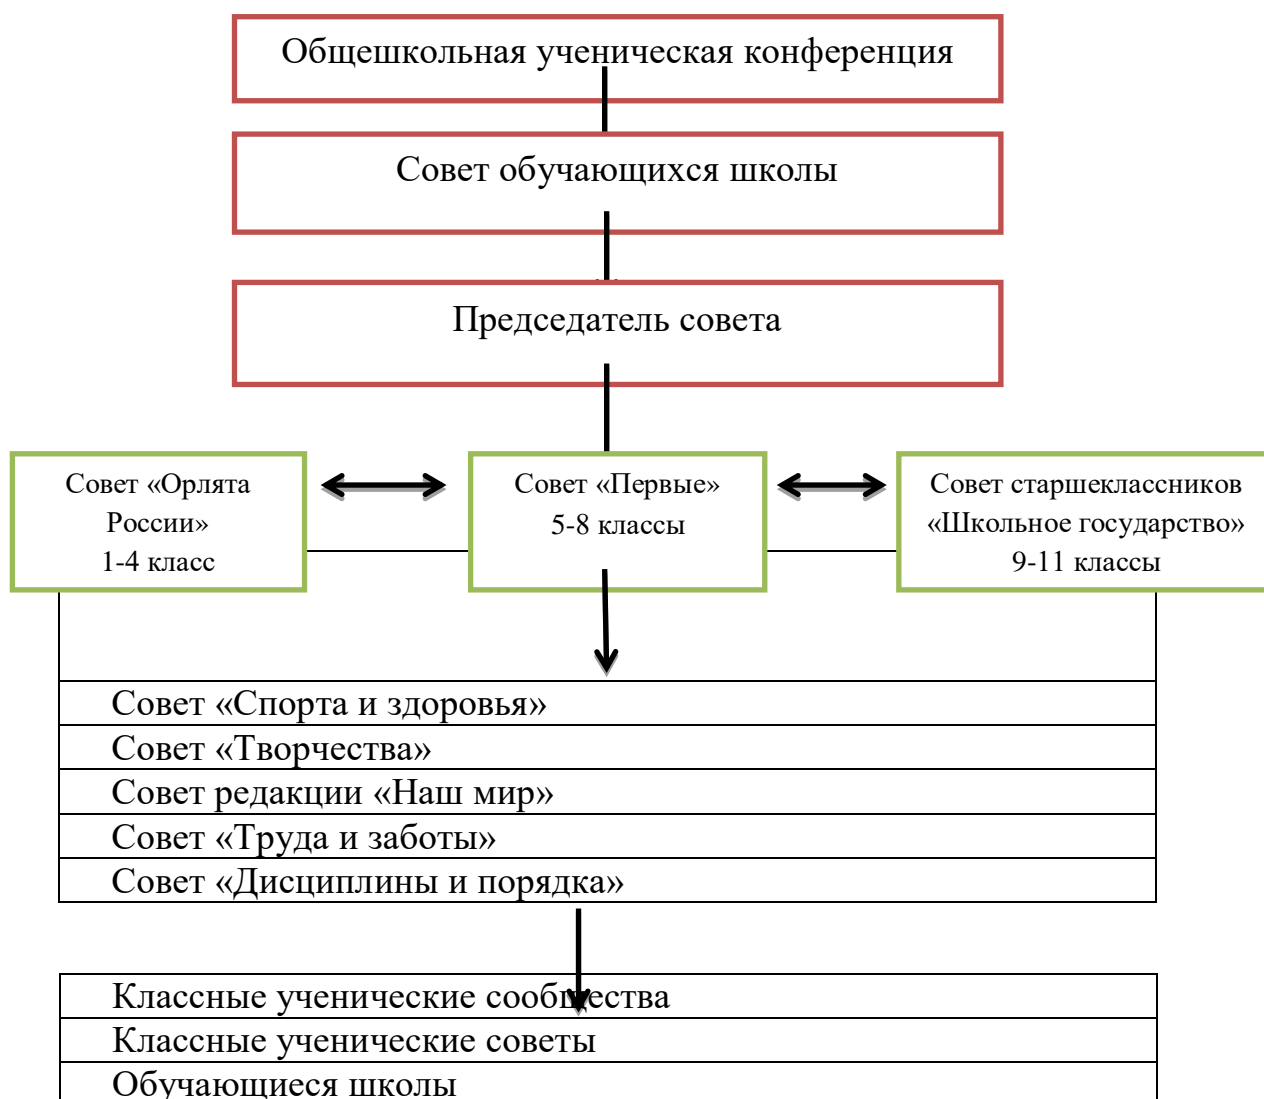 Общешкольная ученическая конференция
Совет обучающихся школы
Председатель совета
Совет «Орлята
России»
1-4 класс
Совет «Первые»
5-8 классы
Совет старшеклассников
«Школьное государство»
9-11 классы
Совет «Спорта и здоровья»
Совет «Творчества»
Совет редакции «Наш мир»
Совет «Труда и заботы»
Совет «Дисциплины и порядка»
Классные ученические сообщества
Классные ученические советы
Обучающиеся школы